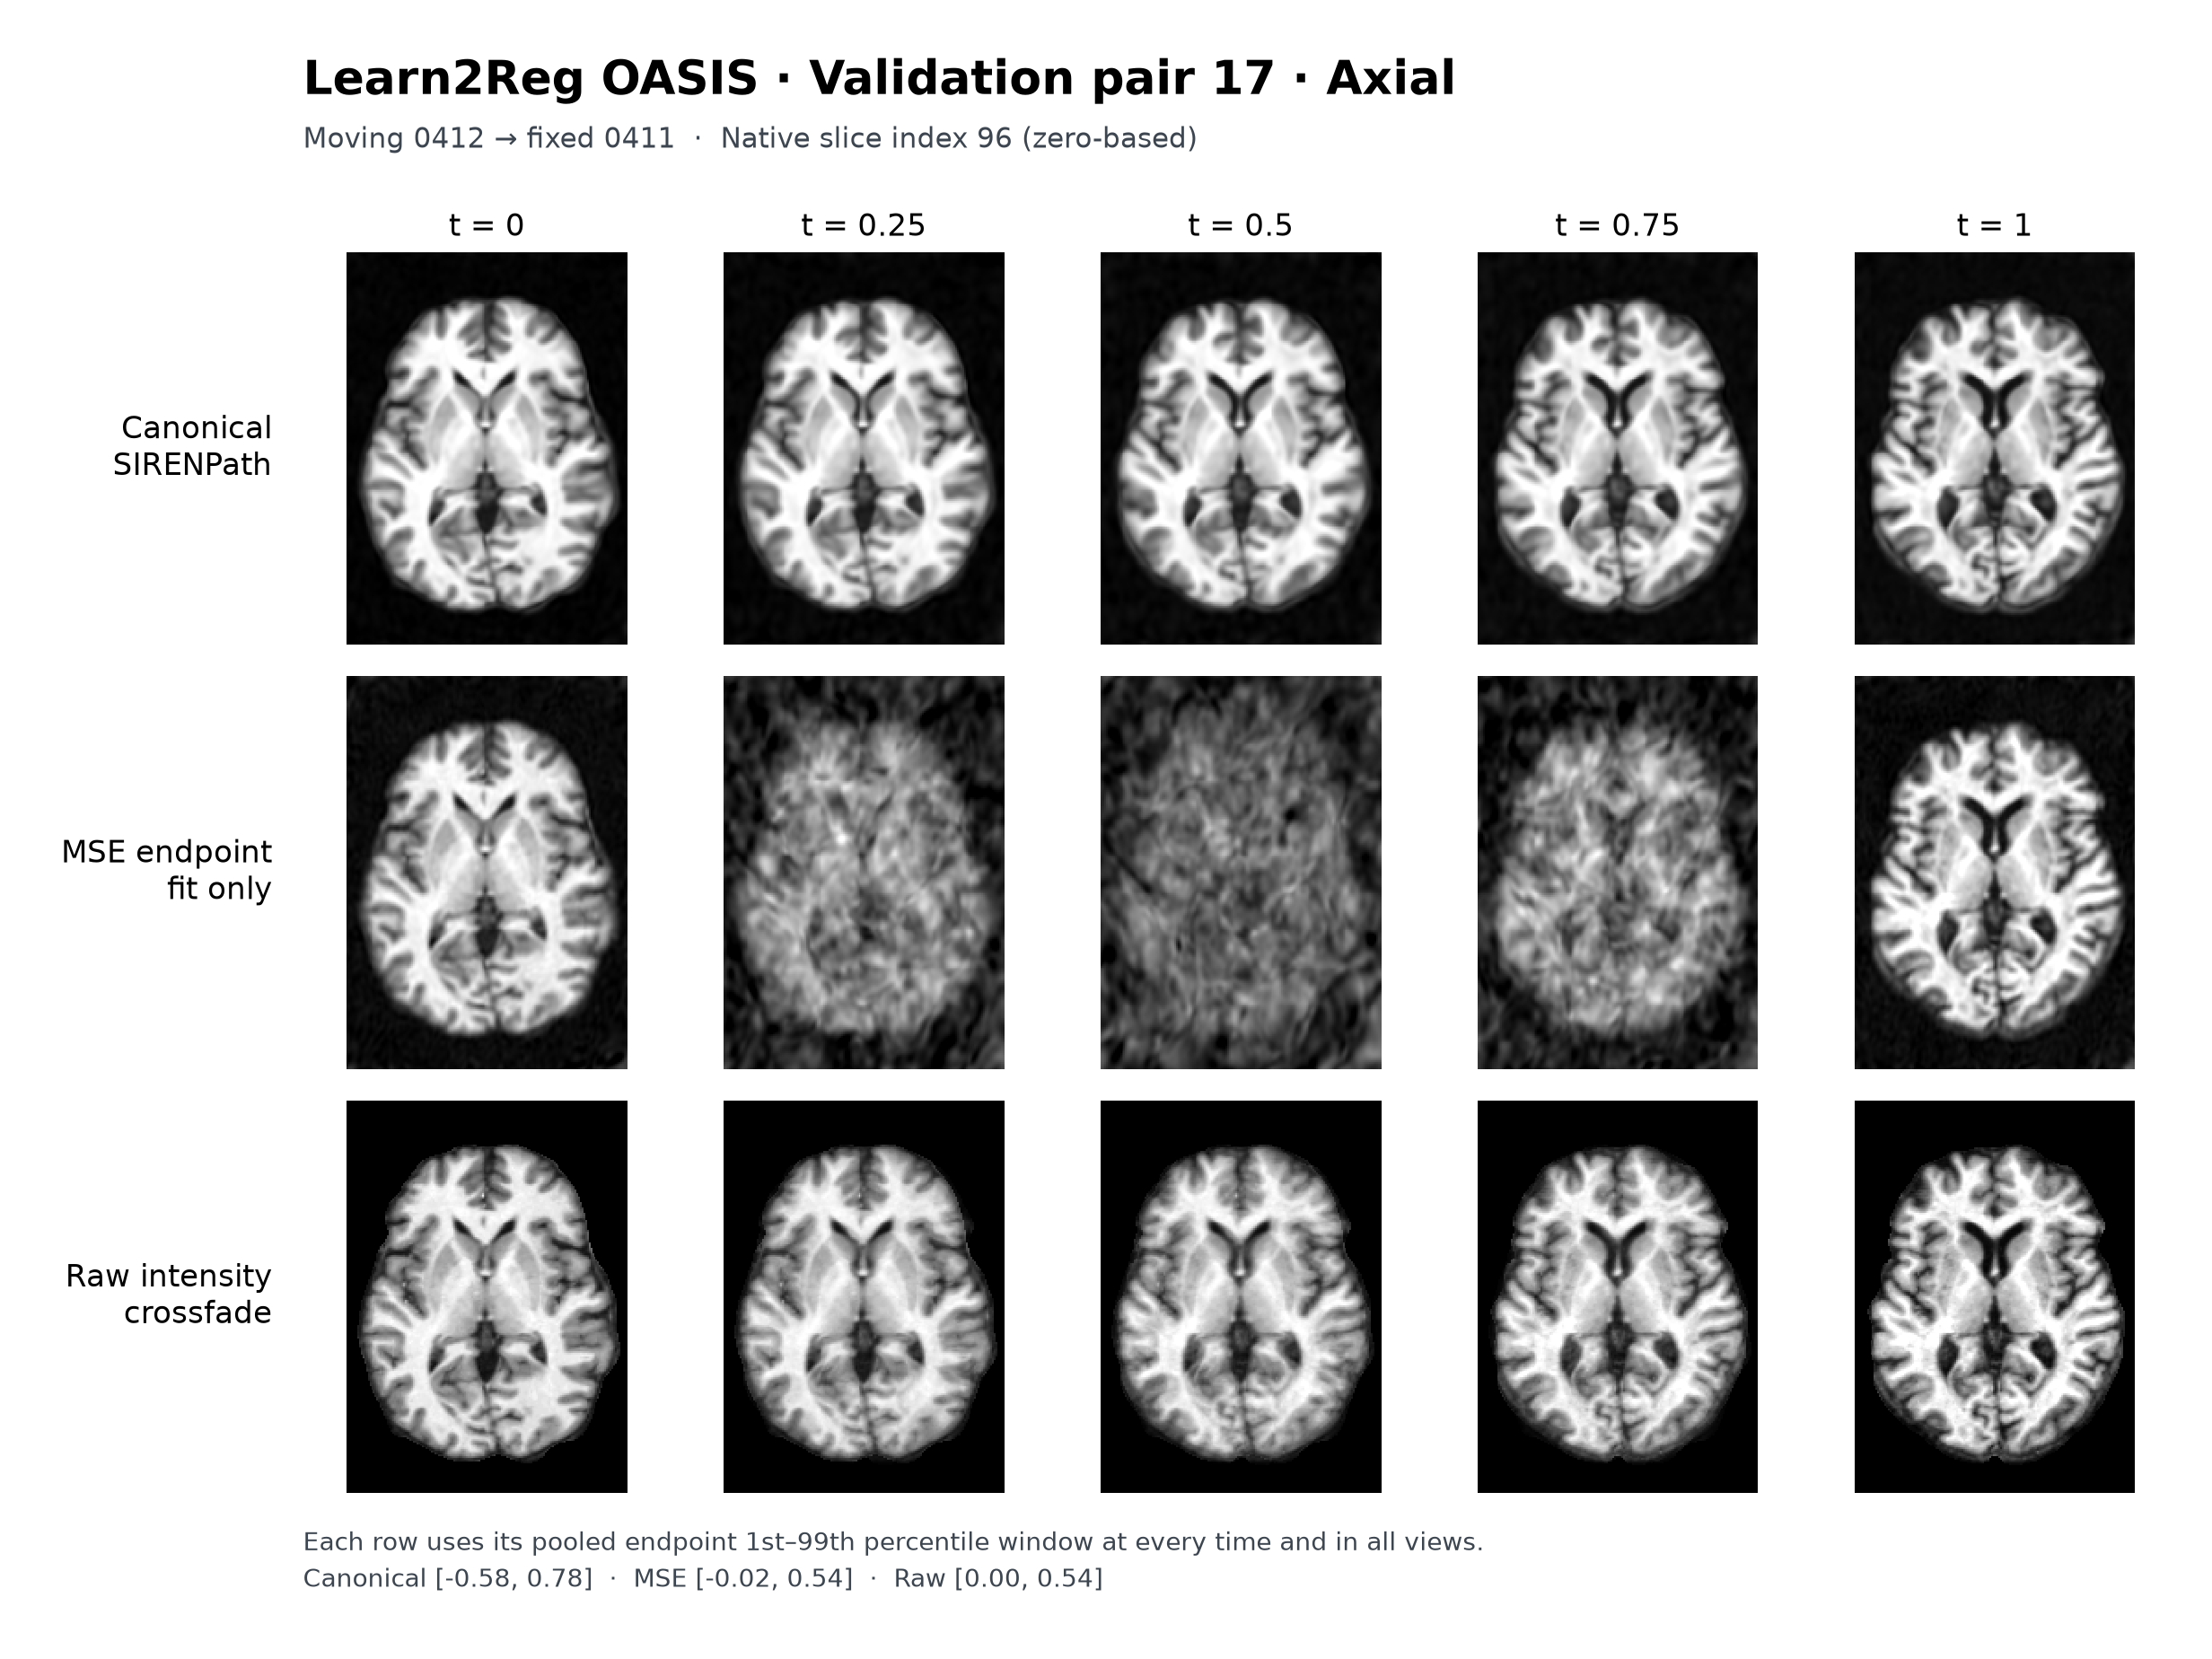 Learn2Reg OASIS · Validation pair 17 · Axial
Moving 0412 → fixed 0411 · Native slice index 96 (zero-based)
t = 0
t = 0.25
t = 0.5
t = 0.75
t = 1
Canonical
SIRENPath
MSE endpoint
fit only
Raw intensity
crossfade
Each row uses its pooled endpoint 1st–99th percentile window at every time and in all views.
Canonical [-0.58, 0.78] · MSE [-0.02, 0.54] · Raw [0.00, 0.54]